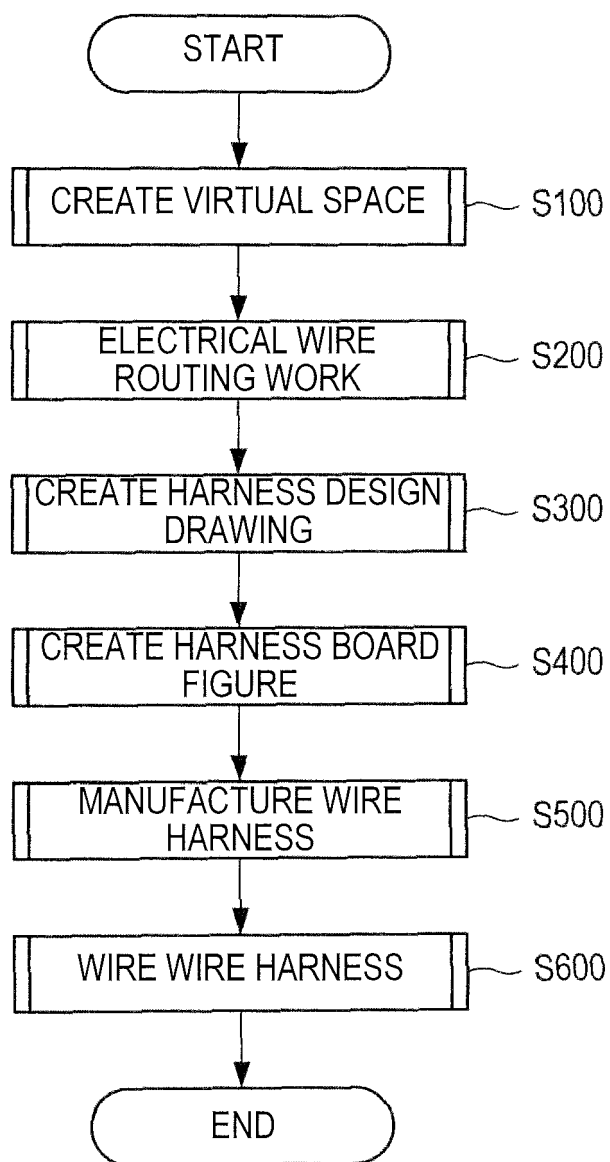 START
CREATE VIRTUAL SPACE
S100
ELECTRICAL WIRE
ROUTING WORK
S200
CREATE HARNESS DESIGN
DRAWING
S300
CREATE HARNESS BOARD
FIGURE
S400
MANUFACTURE WIRE
HARNESS
S500
WIRE WIRE HARNESS
S600
END